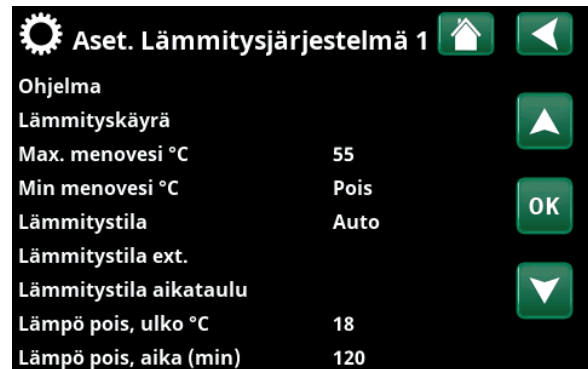 Aset. Lämmitysjärjestelmä 1
Ohjelma
Lämmityskäyrä
Max. menovesi °C 55
Min menovesi °C Pois
Lämmitystila Auto
OK
Lämmitystila ext.
Lämmitystila aikataulu
Lämpö pois, ulko °C 18
Lämpö pois, aika (min) 120